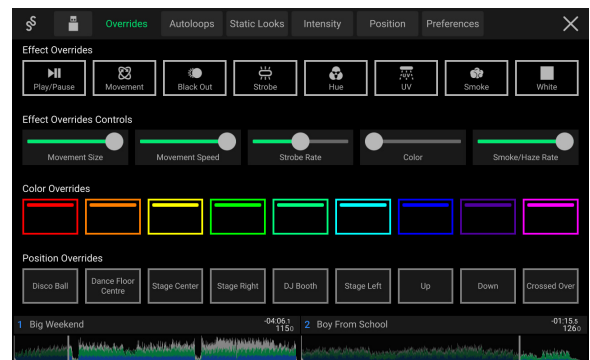 Overrides Autoloops Static Looks Intensity Position Preferences
Effect Overrides
Play/Pause Movement Black Out Strobe Hue UV Smoke White
Effect Overrides Controls
Movement Size Movement Speed Strobe Rate Color Smoke/Haze Rate
Color Overrides
Position Overrides
Disco Ball Dance Floor Centre Stage Center Stage Right DJ Booth Stage Left Up Down Crossed Over
1 Big Weekend -04:06.1 115.0 2 Boy From School -01:15.5 126.0